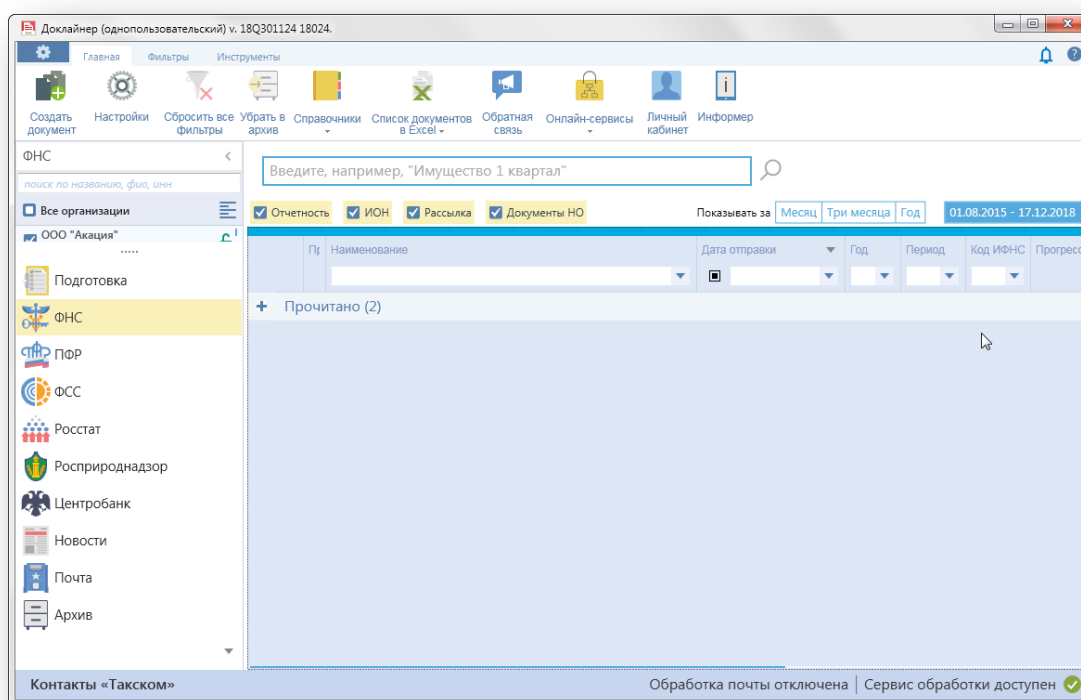 Доклайнер (однопользовательский) v. 18Q301124 18024.
Главная Фильтры Инструменты
Создать документ
Настройки
Сбросить все фильтры
Убрать в архив
Справочники
Список документов в Excel
Обратная связь
Онлайн-сервисы
Личный кабинет
Информер
ФНС
поиск по названию, фио, инн
Все организации
ООО "Акация"
Подготовка
ФНС
ПФР
ФСС
Росстат
Росприроднадзор
Центробанк
Новости
Почта
Архив
Введите, например, "Имущество 1 квартал"
Отчетность ИОН Рассылка Документы НО Показывать за Месяц Три месяца Год 01.08.2015 - 17.12.2018
Пр Наименование Дата отправки Год Период Код ИФНС Прогресс
+ Прочитано (2)
Контакты «Такском» Обработка почты отключена | Сервис обработки доступен